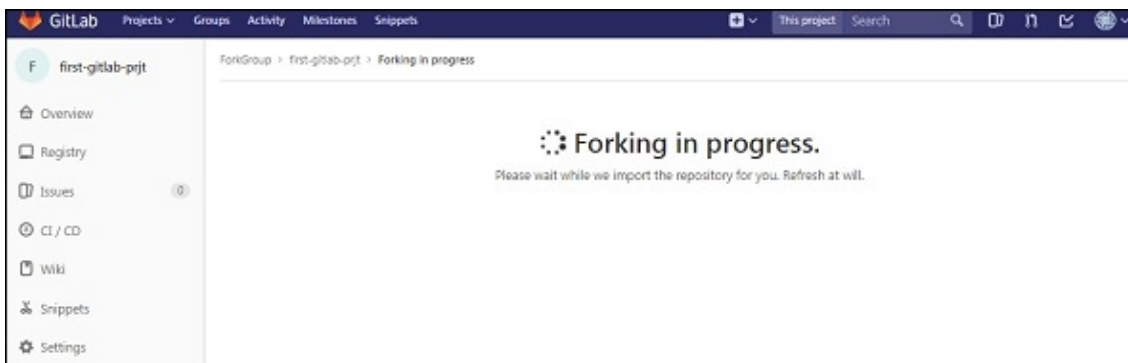 GitLab Projects Groups Activity Milestones Snippets This project Search
F first-gitlab-prjt
ForkGroup > first-gitlab-prjt > Forking in progress
Overview
Registry
Issues 0
CI / CD
Wiki
Snippets
Settings
Forking in progress.
Please wait while we import the repository for you. Refresh at will.